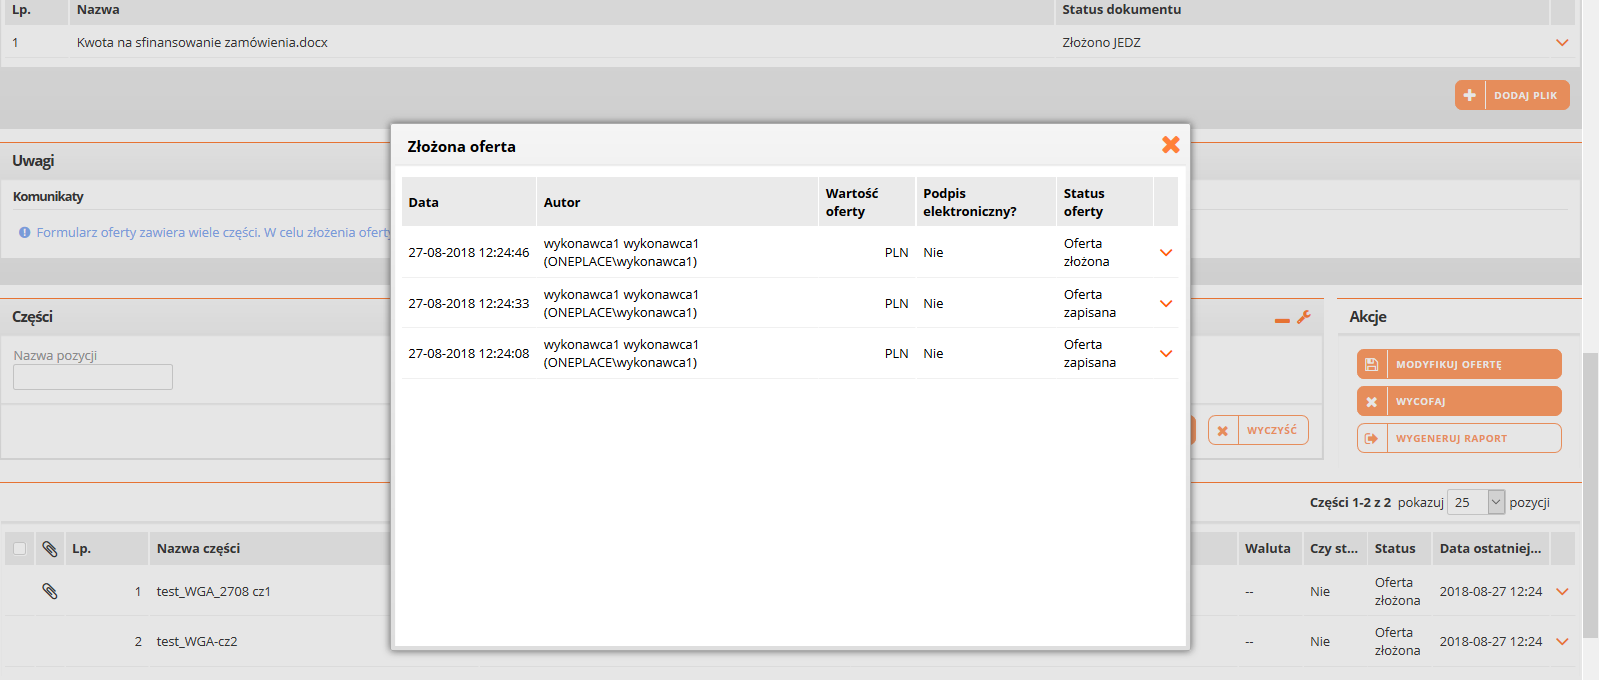 Lp. Nazwa Status dokumentu
1 Kwota na sfinansowanie zamówienia.docx Złożono JEDZ
DODAJ PLIK
Uwagi
Komunikaty
Formularz oferty zawiera wiele części. W celu złożenia oferty
Złożona oferta
Data Autor Wartość oferty Podpis elektroniczny? Status oferty
27-08-2018 12:24:46 wykonawca1 wykonawca1 (ONEPLACE\wykonawca1) PLN Nie Oferta złożona
27-08-2018 12:24:33 wykonawca1 wykonawca1 (ONEPLACE\wykonawca1) PLN Nie Oferta zapisana
27-08-2018 12:24:08 wykonawca1 wykonawca1 (ONEPLACE\wykonawca1) PLN Nie Oferta zapisana
Części
Nazwa pozycji
WYCZYŚĆ
Akcje
MODYFIKUJ OFERTĘ
WYCOFAJ
WYGENERUJ RAPORT
Części 1-2 z 2 pokazuj 25 pozycji
Lp. Nazwa części Waluta Czy st... Status Data ostatniej...
1 test_WGA_2708 cz1 -- Nie Oferta złożona 2018-08-27 12:24
2 test_WGA-cz2 -- Nie Oferta złożona 2018-08-27 12:24